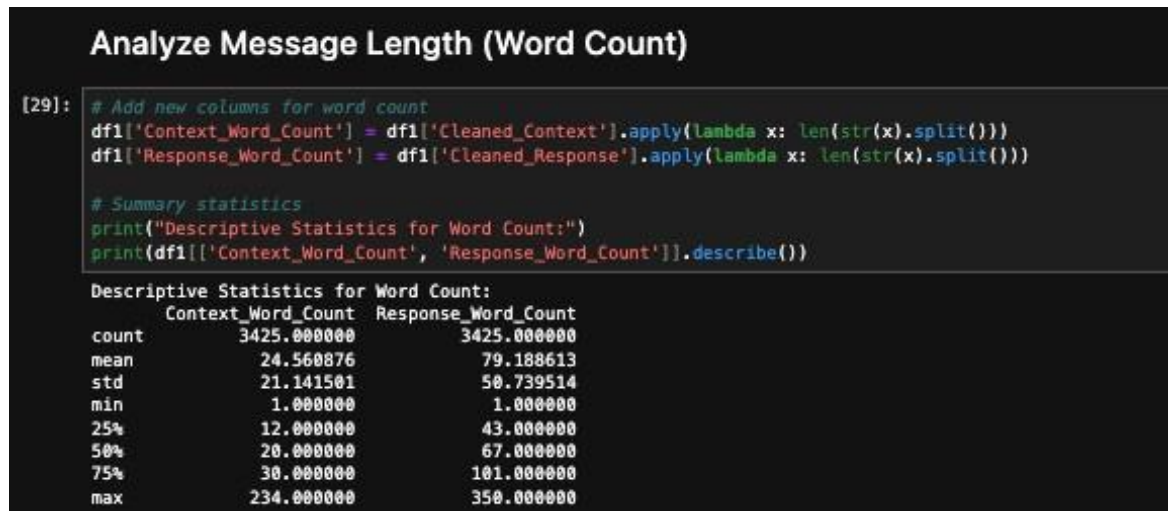 Analyze Message Length (Word Count)
[29]: # Add new columns for word count
df1['Context_Word_Count'] = df1['Cleaned_Context'].apply(lambda x: len(str(x).split()))
df1['Response_Word_Count'] = df1['Cleaned_Response'].apply(lambda x: len(str(x).split()))
# Summary statistics
print("Descriptive Statistics for Word Count:")
print(df1[['Context_Word_Count', 'Response_Word_Count']].describe())
Descriptive Statistics for Word Count:
Context_Word_Count Response_Word_Count
count 3425.000000 3425.000000
mean 24.560876 79.188613
std 21.141501 50.739514
min 1.000000 1.000000
25% 12.000000 43.000000
50% 20.000000 67.000000
75% 30.000000 101.000000
max 234.000000 350.000000